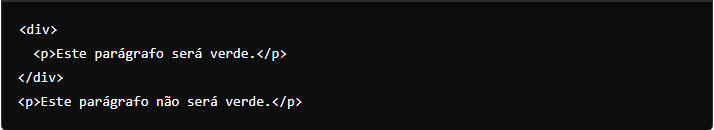 <div>
  <p>Este parágrafo será verde.</p>
</div>
<p>Este parágrafo não será verde.</p>